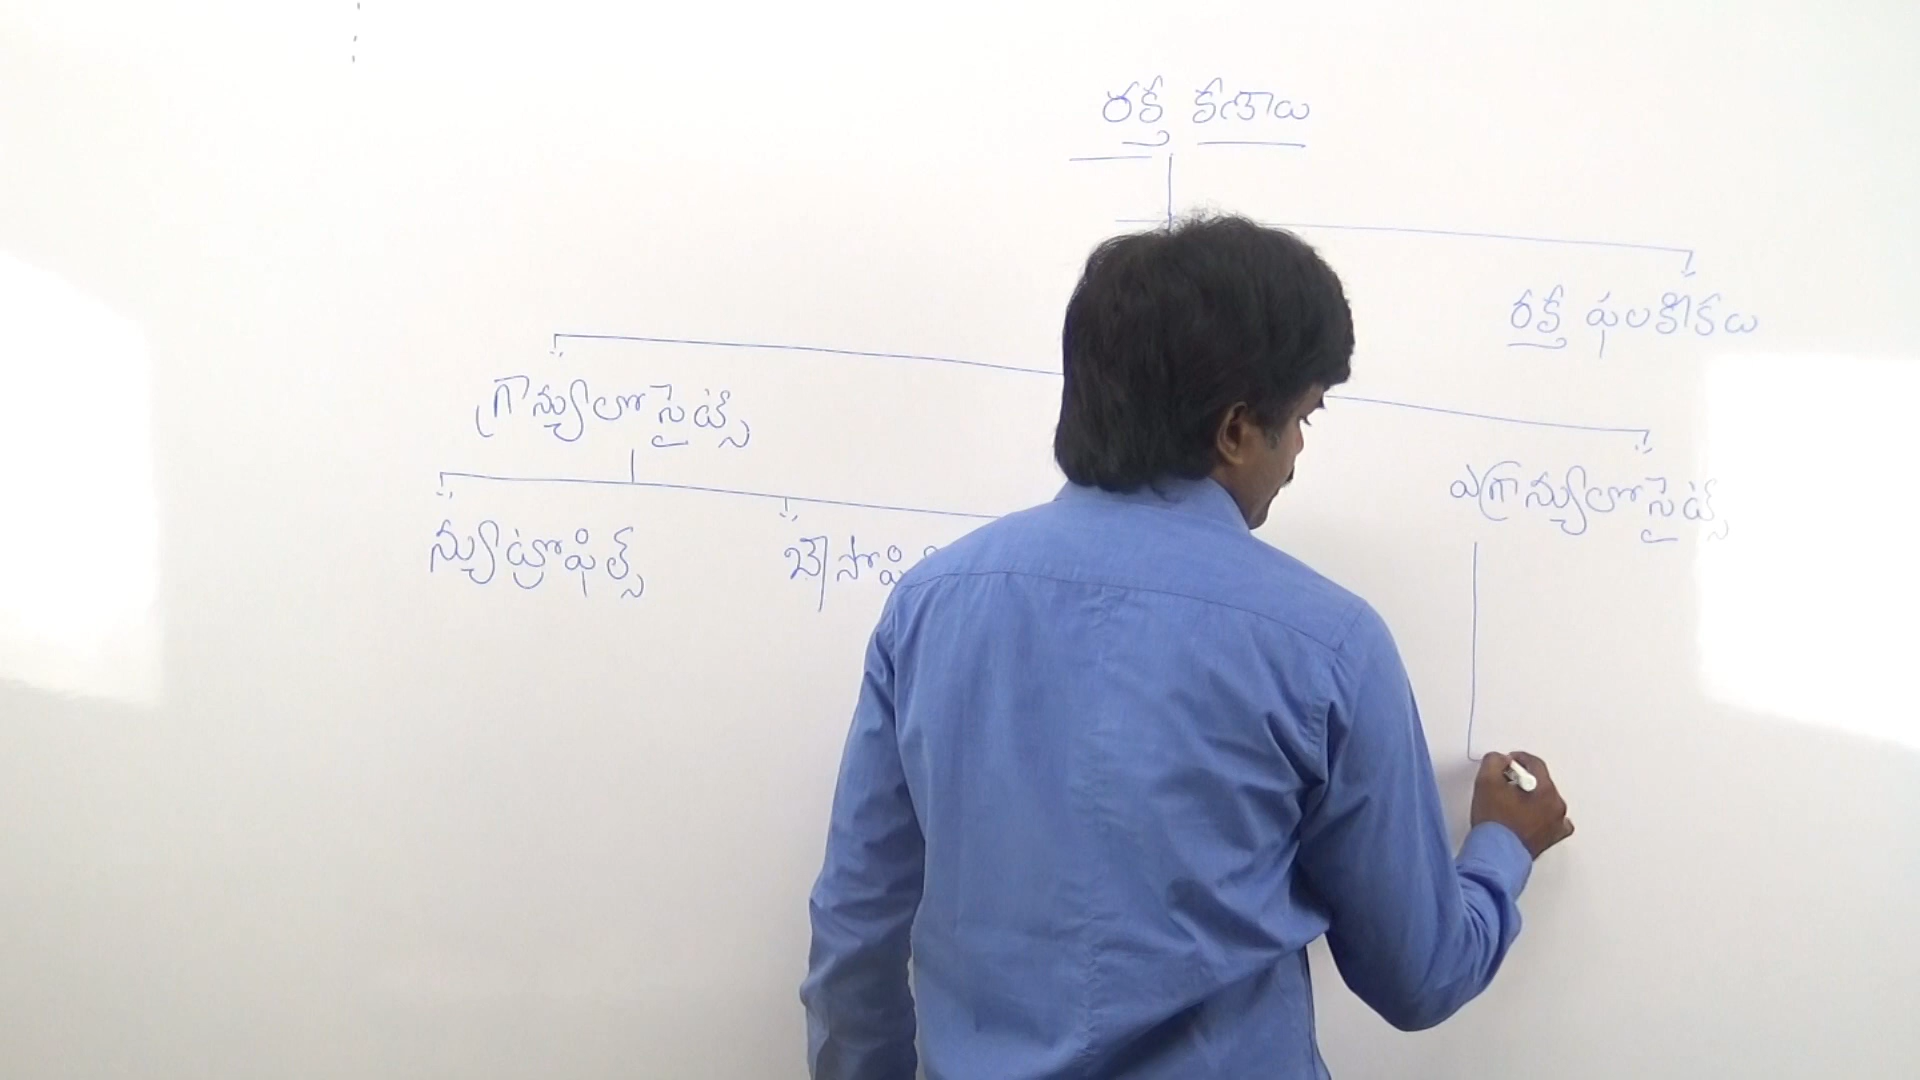 రక్త కణాలు
రక్త ఫలకికలు
గ్రాన్యులోసైట్స్
ఎగ్రాన్యులోసైట్స్
న్యూట్రోఫిల్స్